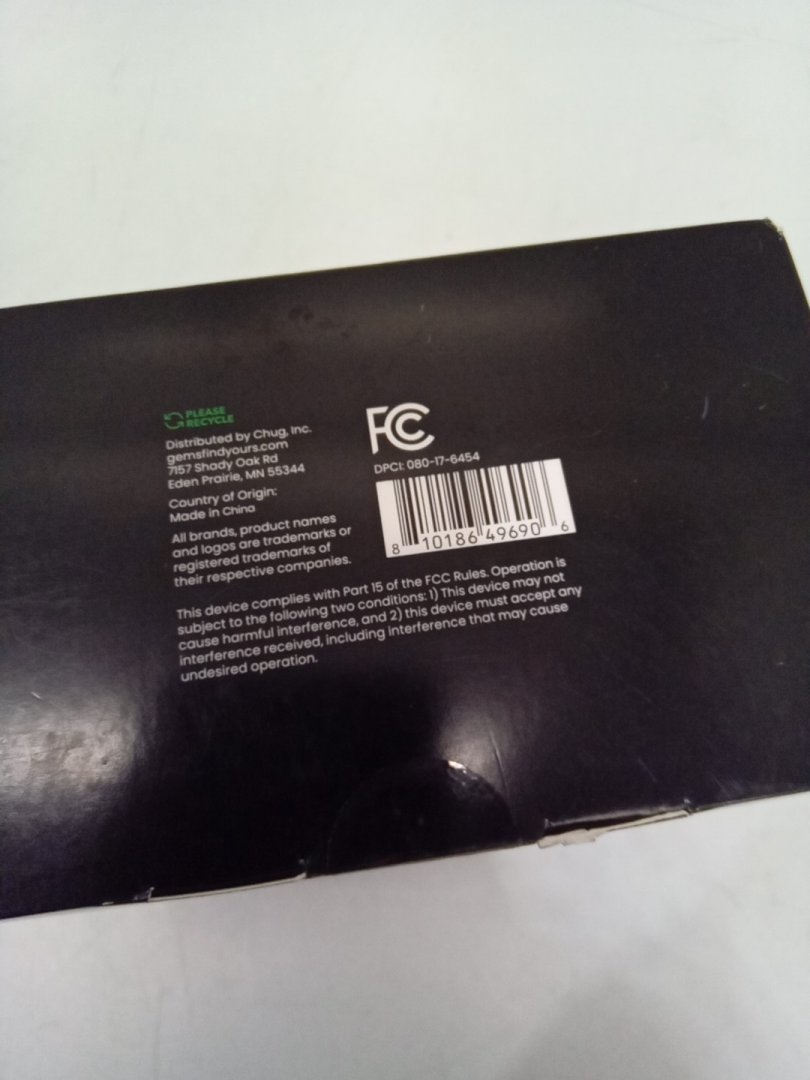 PLEASE
RECYCLE
Distributed by Chug, Inc.
gemsfindyours.com
7157 Shady Oak Rd
Eden Prairie, MN 55344
Country of Origin:
Made in China
All brands, product names
and logos are trademarks or
registered trademarks of
their respective companies.
FC
DPCI: 080-17-6454
8 10186 49690 6
This device complies with Part 15 of the FCC Rules. Operation is
subject to the following two conditions: 1) This device may not
cause harmful interference, and 2) this device must accept any
interference received, including interference that may cause
undesired operation.